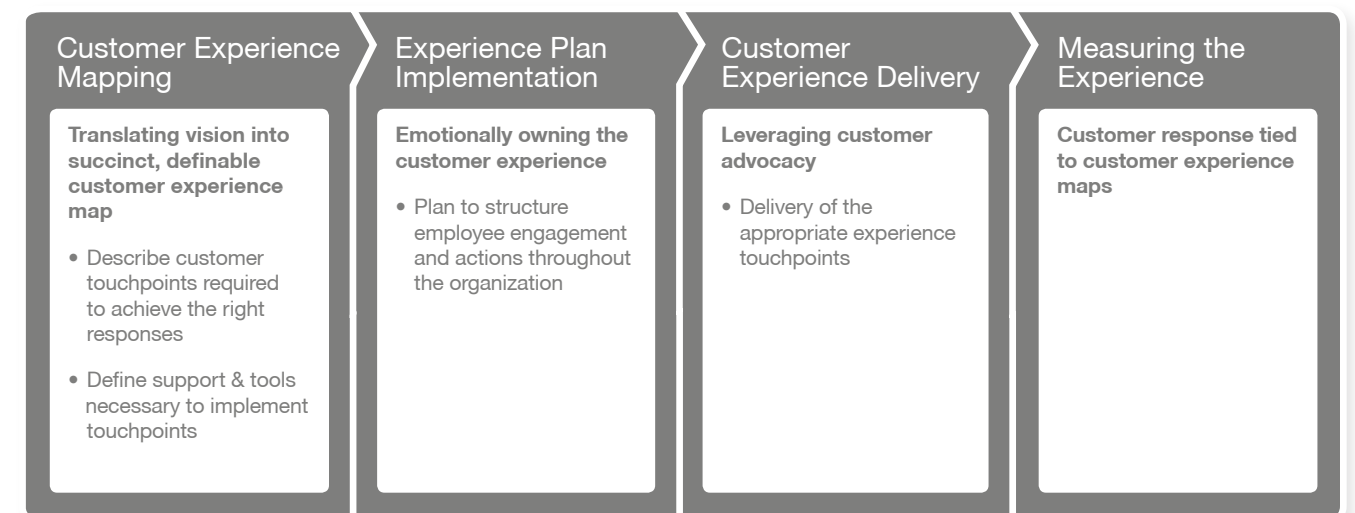 Customer Experience
Mapping
Translating vision into
succinct, definable
customer experience
map
• Describe customer
touchpoints required
to achieve the right
responses
• Define support & tools
necessary to implement
touchpoints
Experience Plan
Implementation
Emotionally owning the
customer experience
• Plan to structure
employee engagement
and actions throughout
the organization
Customer
Experience Delivery
Leveraging customer
advocacy
• Delivery of the
appropriate experience
touchpoints
Measuring the
Experience
Customer response tied
to customer experience
maps